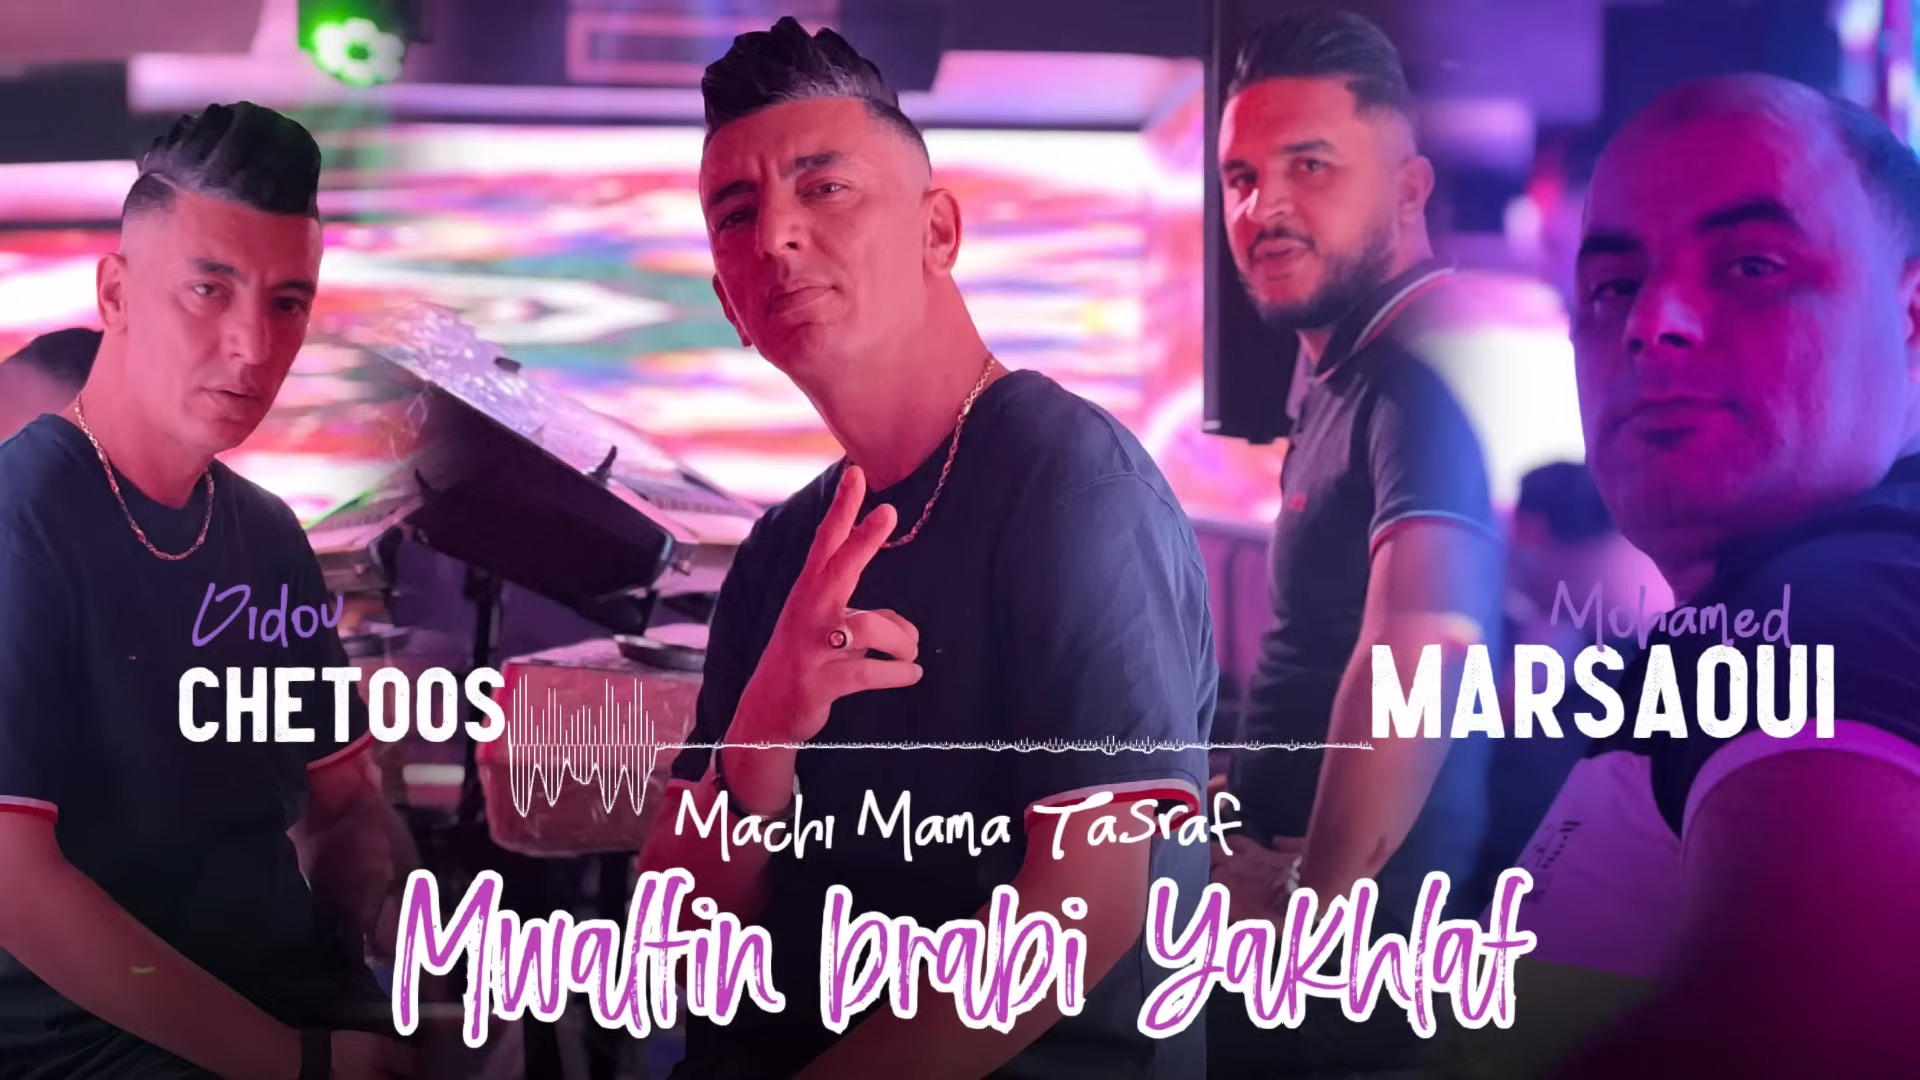 Didou
CHETOOS
Mohamed
MARSAOUI
Machi Mama Tasraf
Mwalfin brabi Yakhlaf